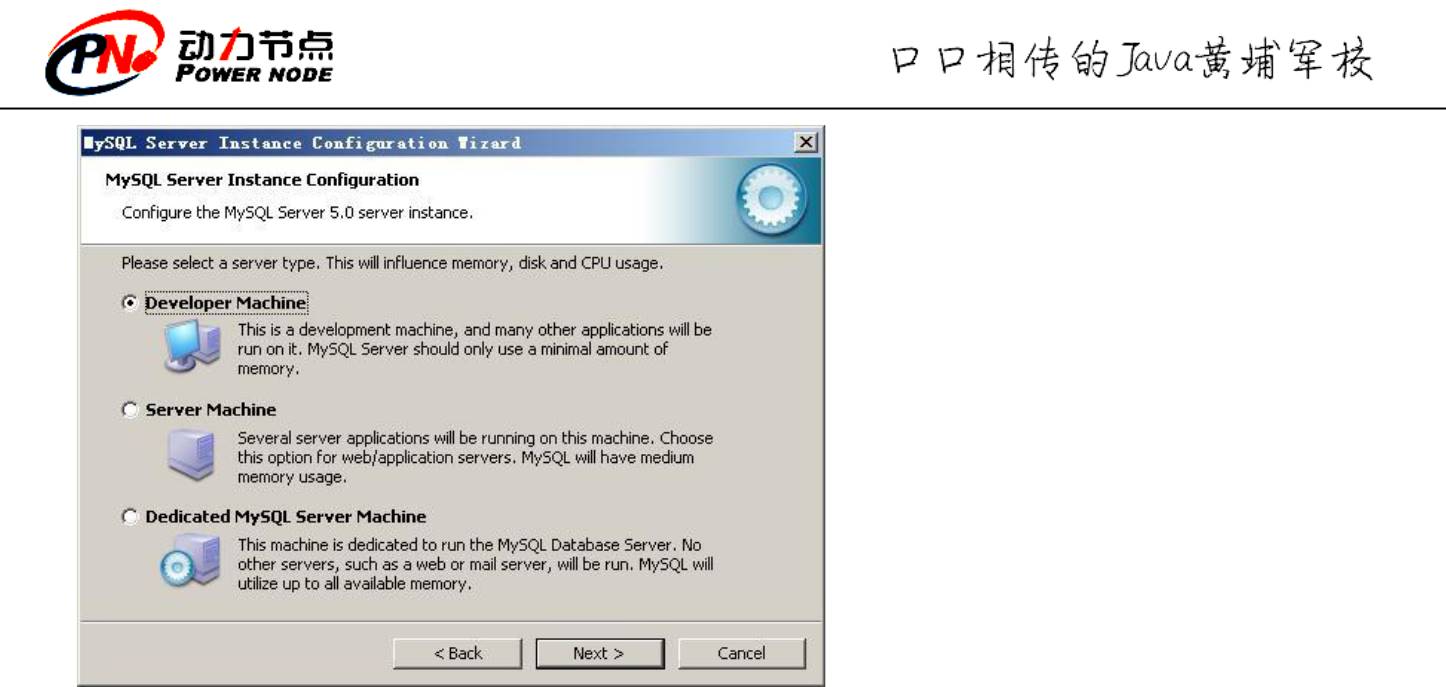 PN
动力节点
POWER NODE
口口相传的Java黄埔军校
MySQL Server Instance Configuration Wizard
MySQL Server Instance Configuration
Configure the MySQL Server 5.0 server instance.
Please select a server type. This will influence memory, disk and CPU usage.
Developer Machine
This is a development machine, and many other applications will be
run on it. MySQL Server should only use a minimal amount of
memory.
Server Machine
Several server applications will be running on this machine. Choose
this option for web/application servers. MySQL will have medium
memory usage.
Dedicated MySQL Server Machine
This machine is dedicated to run the MySQL Database Server. No
other servers, such as a web or mail server, will be run. MySQL will
utilize up to all available memory.
< Back
Next >
Cancel